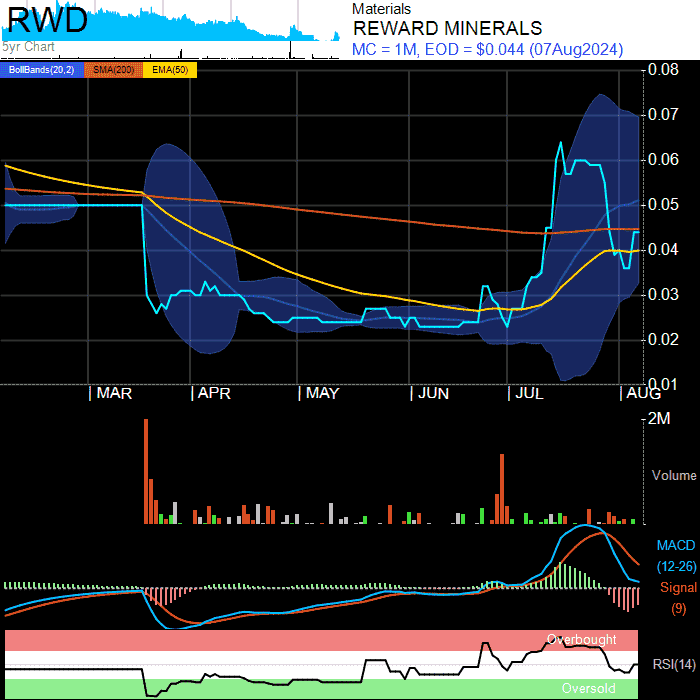 RWD
5yr Chart
Materials
REWARD MINERALS
MC = 1M, EOD = $0.044 (07Aug2024)
BollBands(20,2) SMA(200) EMA(50)
0.08
0.07
0.06
0.05
0.04
0.03
0.02
0.01
MAR APR MAY JUN JUL AUG
2M
Volume
MACD
(12-26)
Signal
(9)
Overbought
RSI(14)
Oversold